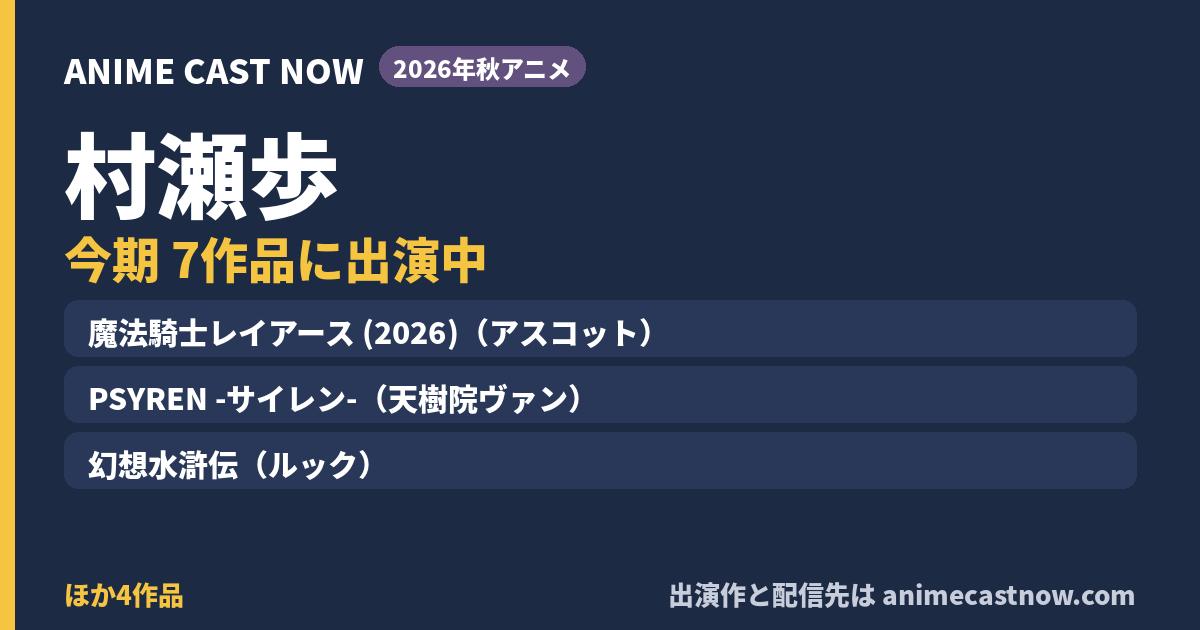 ANIME CAST NOW 2026年秋アニメ
村瀬歩
今期 7作品に出演中
魔法騎士レイアース (2026)（アスコット）
PSYREN -サイレン-（天樹院ヴァン）
幻想水滸伝（ルック）
ほか4作品
出演作と配信先は animecastnow.com